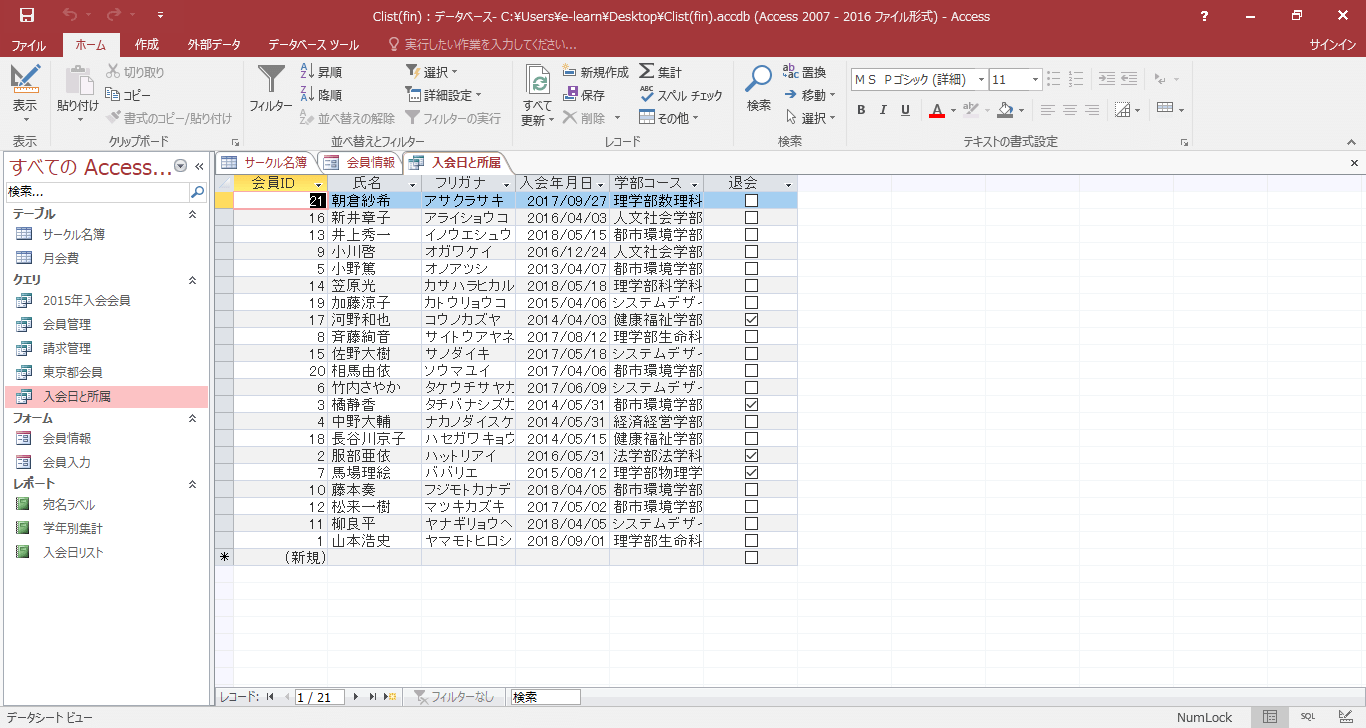 Clist(fin) : データベース- C:¥Users¥e-learn¥Desktop¥Clist(fin).accdb (Access 2007 - 2016 ファイル形式) - Access ?
ファイル ホーム 作成 外部データ データベース ツール 実行したい作業を入力してください... サインイン
表示
表示
貼り付け
切り取り
コピー
書式のコピー/貼り付け
クリップボード
フィルター
昇順
降順
並べ替えの解除
選択
詳細設定
フィルターの実行
並べ替えとフィルター
すべて
更新
新規作成
保存
削除
集計
スペル チェック
その他
レコード
検索
置換
移動
選択
検索
MS Pゴシック (詳細) 11
B I U A
テキストの書式設定
すべての Access... «
検索...
テーブル
サークル名簿
月会費
クエリ
2015年入会会員
会員管理
請求管理
東京都会員
入会日と所属
フォーム
会員情報
会員入力
レポート
宛名ラベル
学年別集計
入会日リスト
サークル名簿 会員情報 入会日と所属
会員ID 氏名 フリガナ 入会年月日 学部コース 退会
21 朝倉紗希 アサクラサキ 2017/09/27 理学部数理科
16 新井章子 アライショウコ 2016/04/03 人文社会学部
13 井上秀一 イノウエシュウ 2018/05/15 都市環境学部
9 小川啓 オガワケイ 2016/12/24 人文社会学部
5 小野篤 オノアツシ 2013/04/07 都市環境学部
14 笠原光 カサハラヒカル 2018/05/18 理学部科学科
19 加藤涼子 カトウリョウコ 2015/04/06 システムデザイ
17 河野和也 コウノカズヤ 2014/04/03 健康福祉学部
8 斉藤絢音 サイトウアヤネ 2017/08/12 理学部生命科
15 佐野大樹 サノダイキ 2017/05/18 システムデザイ
20 相馬由依 ソウマユイ 2017/04/06 都市環境学部
6 竹内さやか タケウチサヤカ 2017/06/09 システムデザイ
3 橘静香 タチバナシズカ 2014/05/31 都市環境学部
4 中野大輔 ナカノダイスケ 2014/05/31 経済経営学部
18 長谷川京子 ハセガワキョウ 2014/05/15 健康福祉学部
2 服部亜依 ハットリアイ 2016/05/31 法学部法学科
7 馬場理絵 ババリエ 2015/08/12 理学部物理学
10 藤本奏 フジモトカナデ 2018/04/05 都市環境学部
12 松来一樹 マツキカズキ 2017/05/02 都市環境学部
11 柳良平 ヤナギリョウヘ 2018/04/05 システムデザイ
1 山本浩史 ヤマモトヒロシ 2018/09/01 理学部生命科
* (新規)
レコード: 1 / 21 フィルターなし 検索
データシート ビュー NumLock SQL